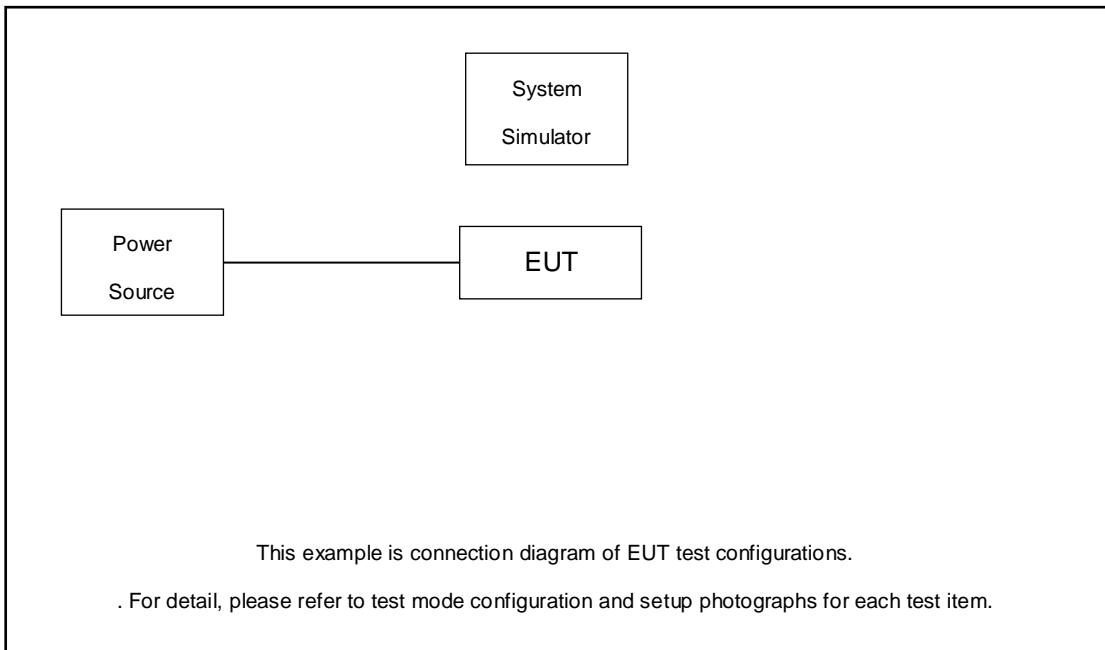 System
Simulator
Power
Source
EUT
This example is connection diagram of EUT test configurations.
. For detail, please refer to test mode configuration and setup photographs for each test item.